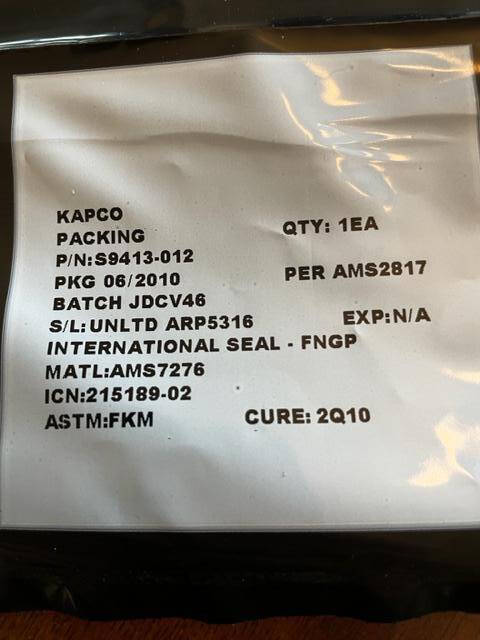 KAPCO
PACKING QTY: 1EA
P/N:S9413-012
PKG 06/2010 PER AMS2817
BATCH JDCV46
S/L:UNLTD ARP5316 EXP:N/A
INTERNATIONAL SEAL - FNGP
MATL:AMS7276
ICN:215189-02
ASTM:FKM CURE: 2Q10